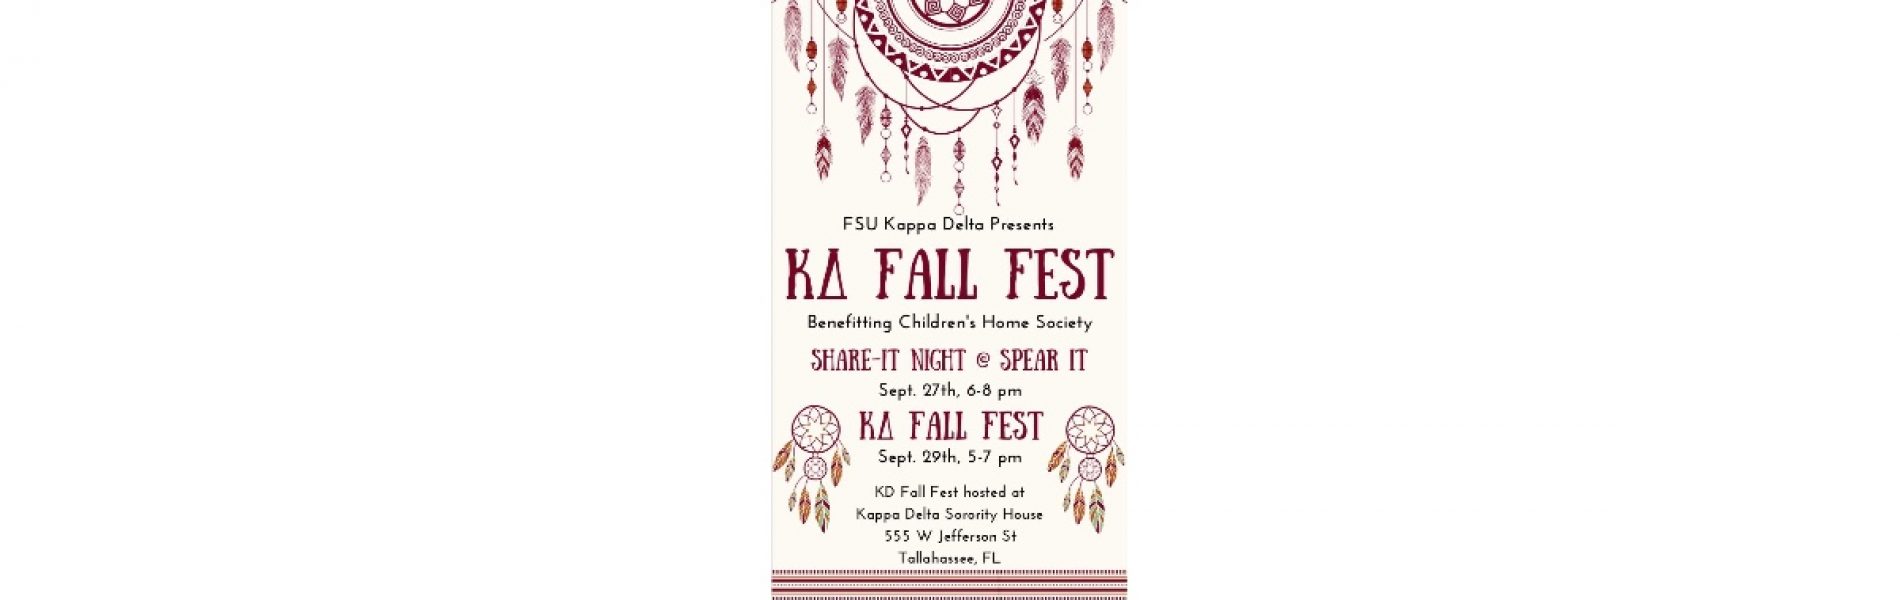 FSU Kappa Delta Presents
KΔ FALL FEST
Benefitting Children's Home Society
SHARE-IT NIGHT @ SPEAR IT
Sept. 27th, 6-8 pm
KΔ FALL FEST
Sept. 29th, 5-7 pm
KD Fall Fest hosted at
Kappa Delta Sorority House
555 W Jefferson St
Tallahassee, FL